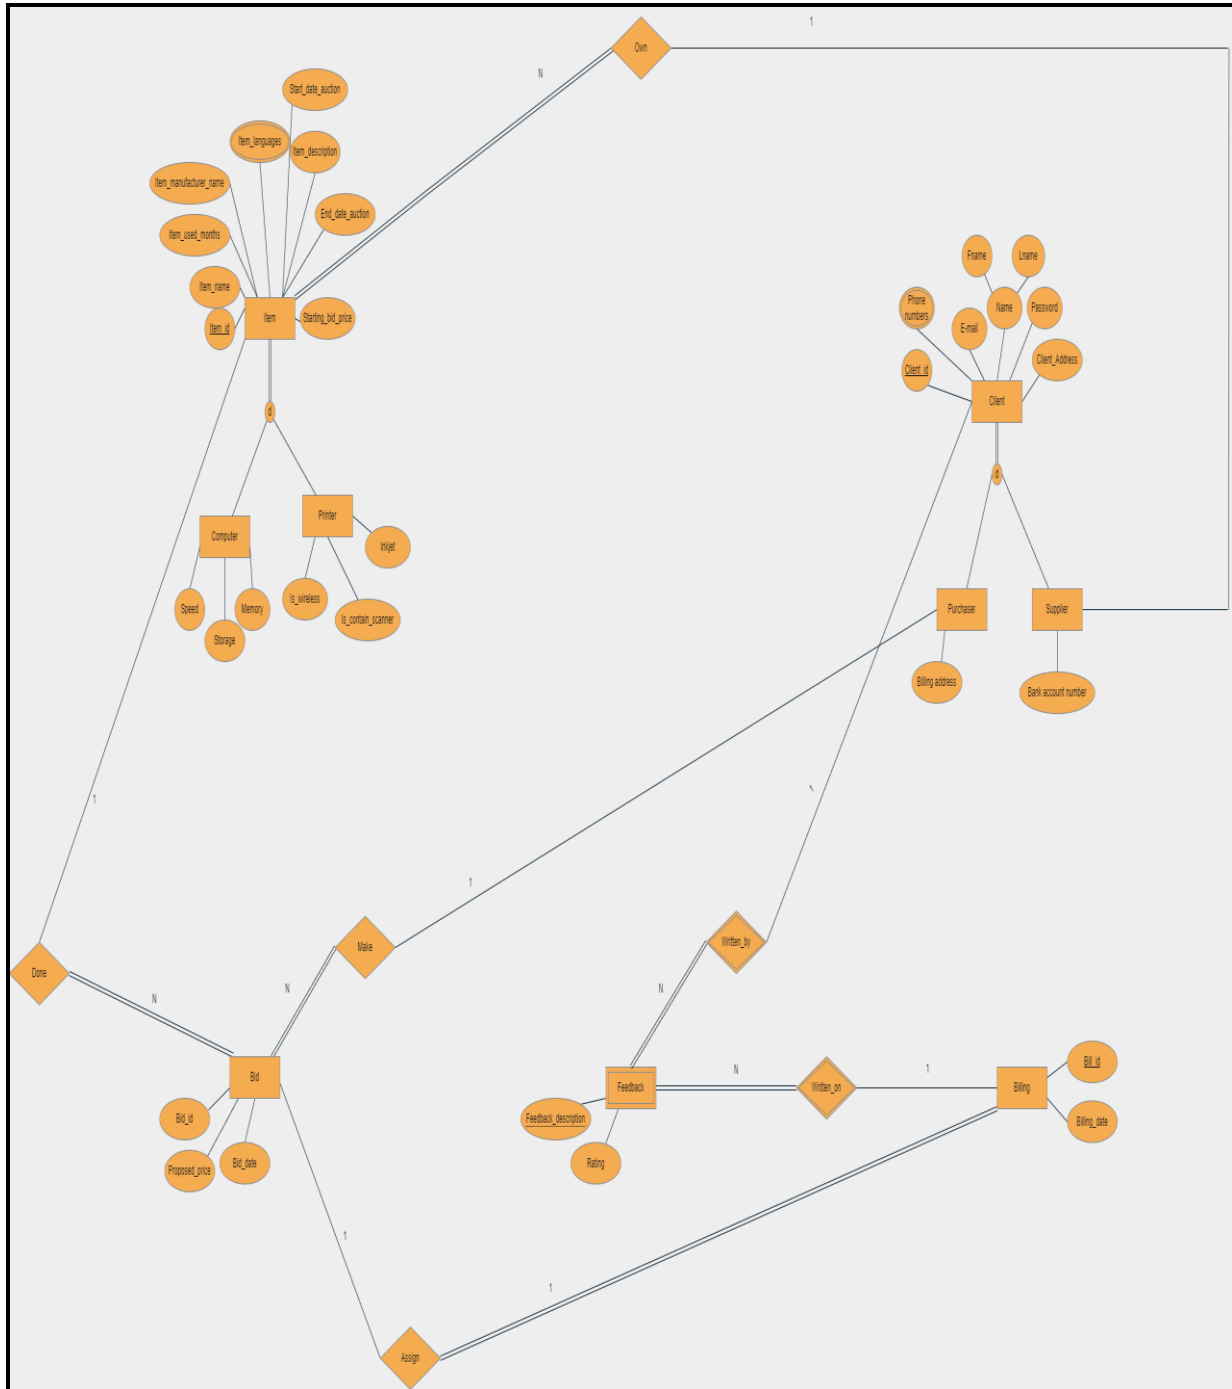 1
Own
N
Start_date_auction
Item_languages
Item_description
Item_manufacturer_name
End_date_auction
Item_used_months
Fname
Lname
Item_name
Phone
numbers
Name
Password
E-mail
Item
Starting_bid_price
Item_id
Client_Address
Client_id
Client
d
d
Printer
Computer
Inkjet
Is_wireless
Speed
Memory
Purchaser
Supplier
Is_contain_scanner
Storage
Billing address
Bank account number
1
1
1
Written_by
Make
Done
N
N
N
Bill_id
N
1
Bid
Feedback
Written_on
Billing
Bid_id
Feedback_description
Billing_date
Proposed_price
Bid_date
Rating
1
1
Assign